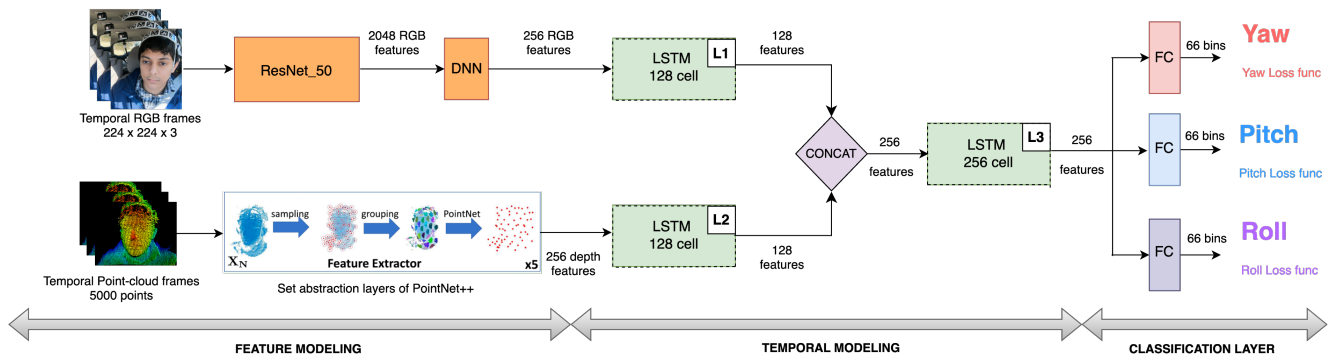 Temporal RGB frames
224 x 224 x 3
ResNet_50
2048 RGB
features
DNN
256 RGB
features
LSTM
128 cell
L1
128
features
Temporal Point-cloud frames
5000 points
sampling
grouping
PointNet
XN
Feature Extractor
x5
Set abstraction layers of PointNet++
256 depth
features
LSTM
128 cell
L2
128
features
CONCAT
256
features
LSTM
256 cell
L3
256
features
FC
66 bins
Yaw
Yaw Loss func
FC
66 bins
Pitch
Pitch Loss func
FC
66 bins
Roll
Roll Loss func
FEATURE MODELING
TEMPORAL MODELING
CLASSIFICATION LAYER